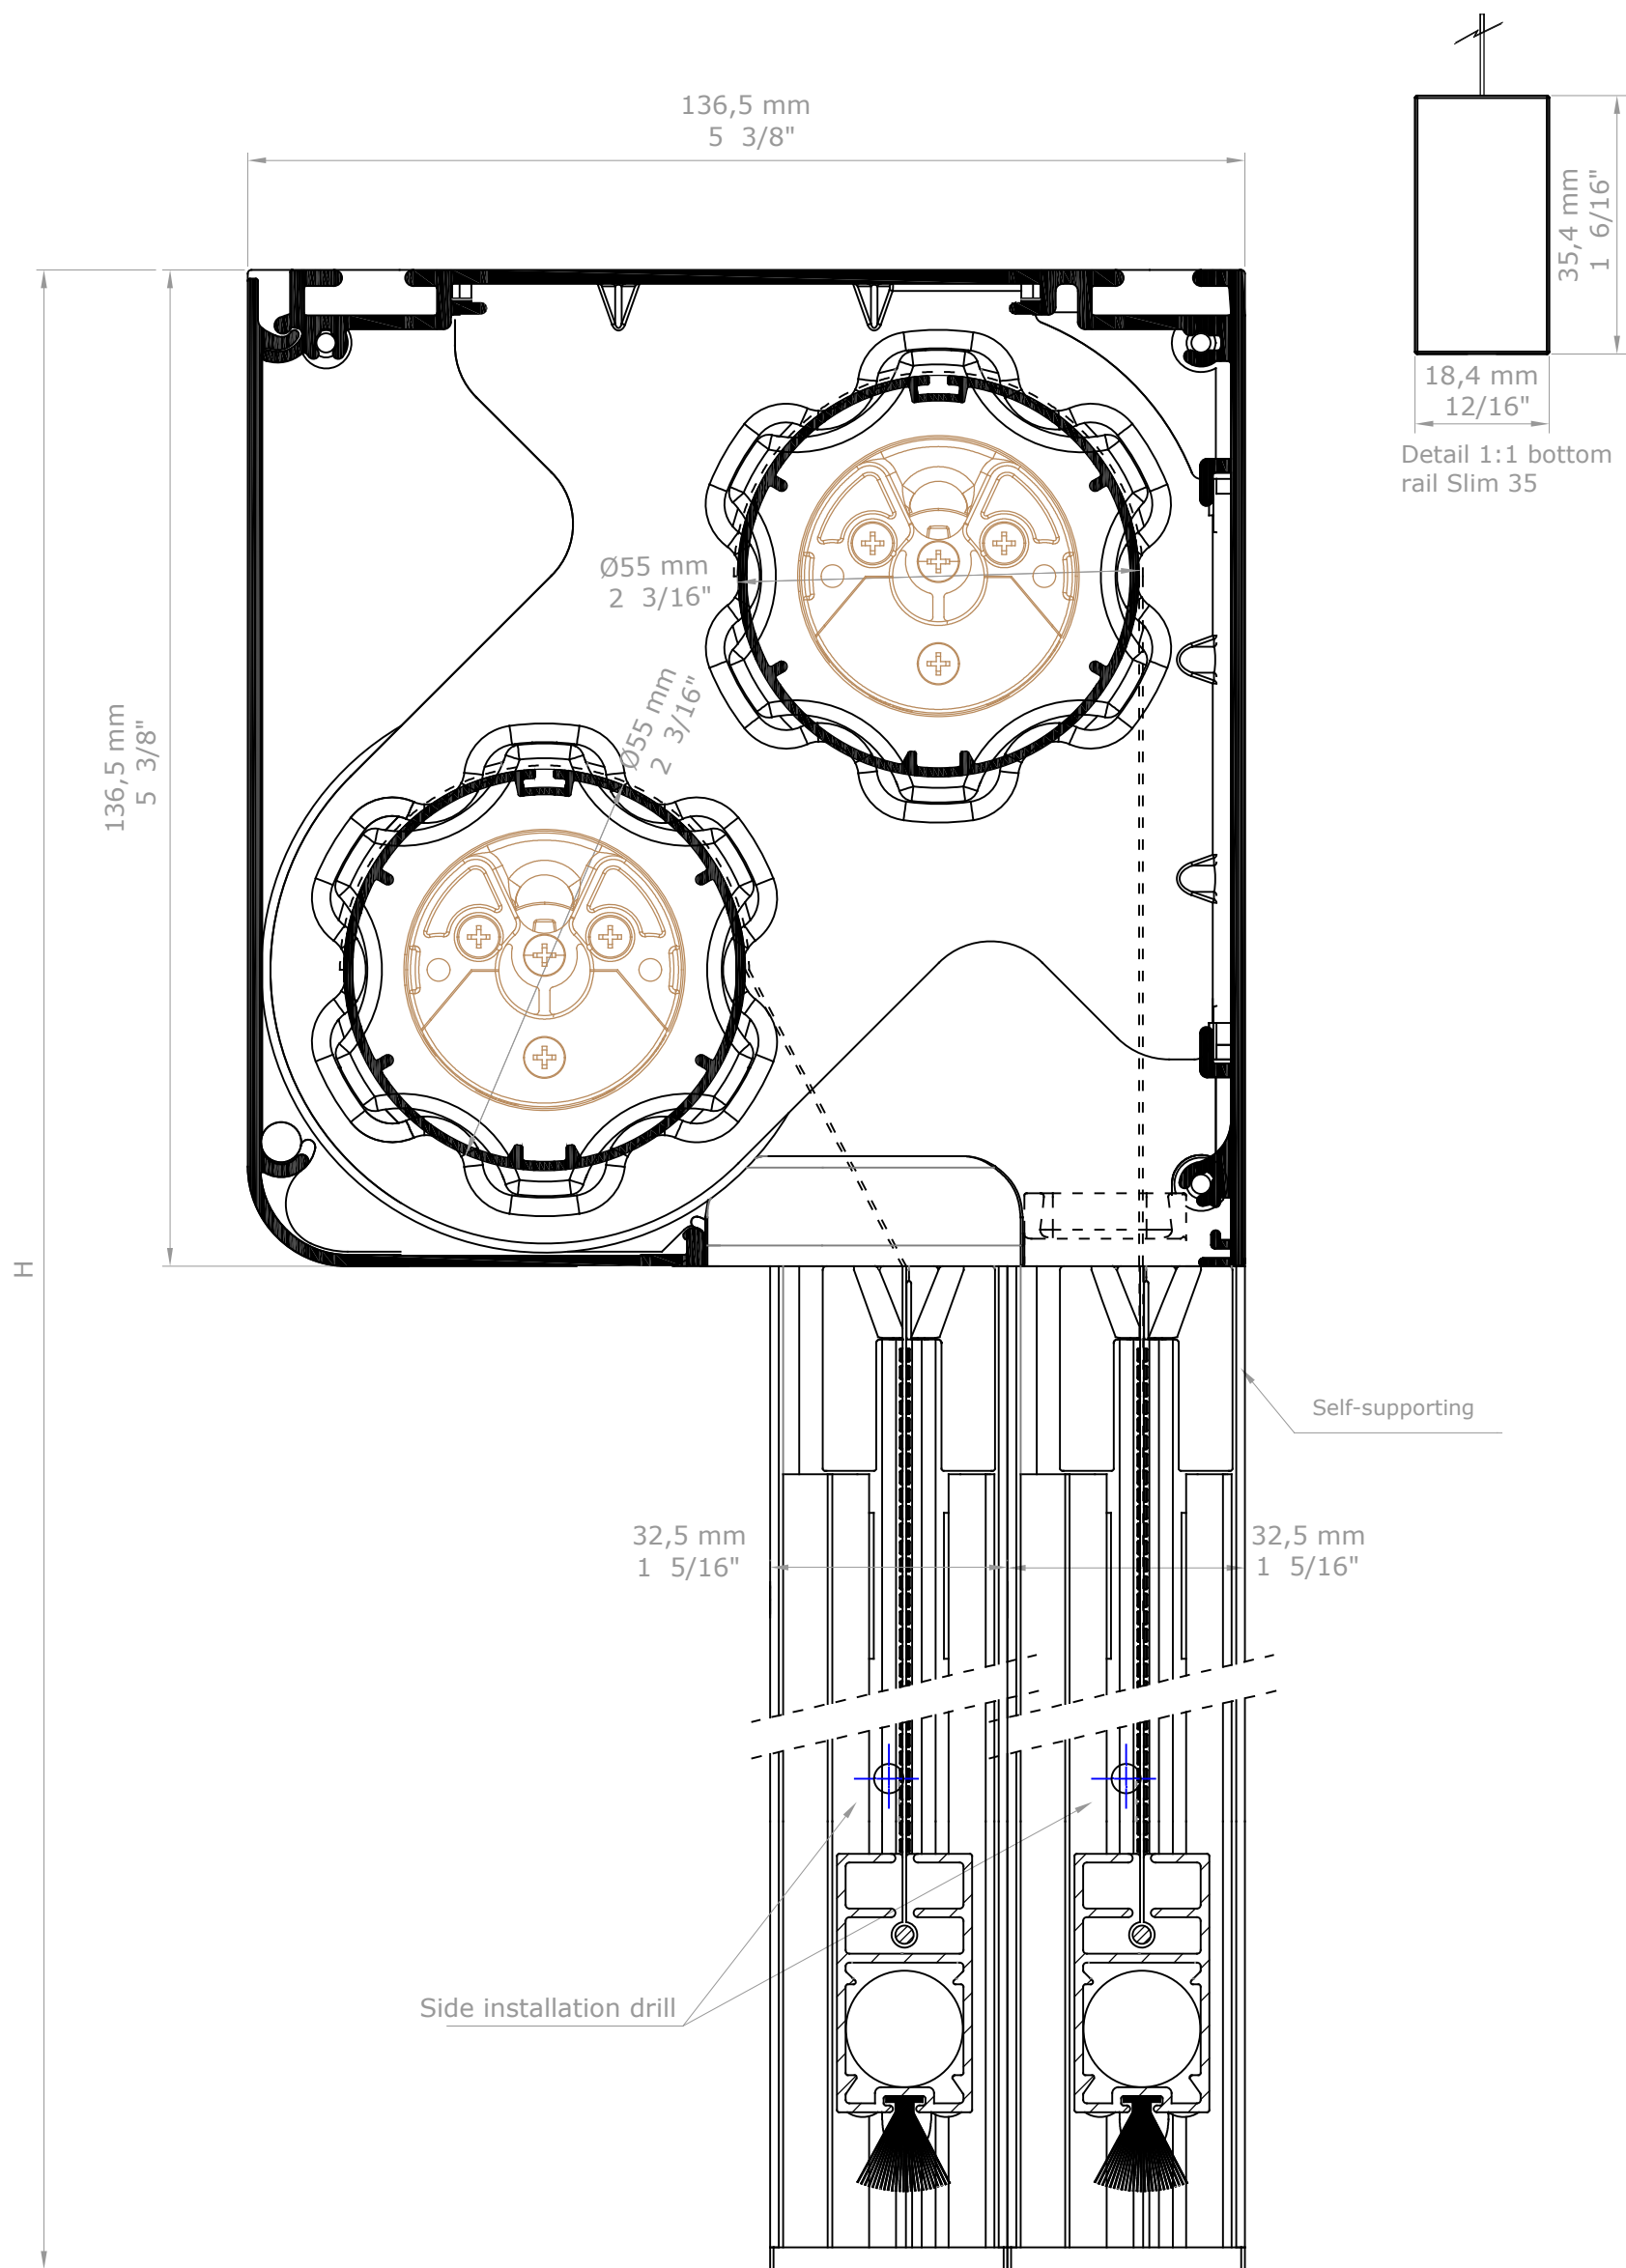 136,5 mm
5 3/8"
35,4 mm
1 6/16"
18,4 mm
12/16"
Detail 1:1 bottom
rail Slim 35
Ø55 mm
2 3/16"
Ø55 mm
2 3/16"
136,5 mm
5 3/8"
H
Self-supporting
32,5 mm
1 5/16"
32,5 mm
1 5/16"
Side installation drill